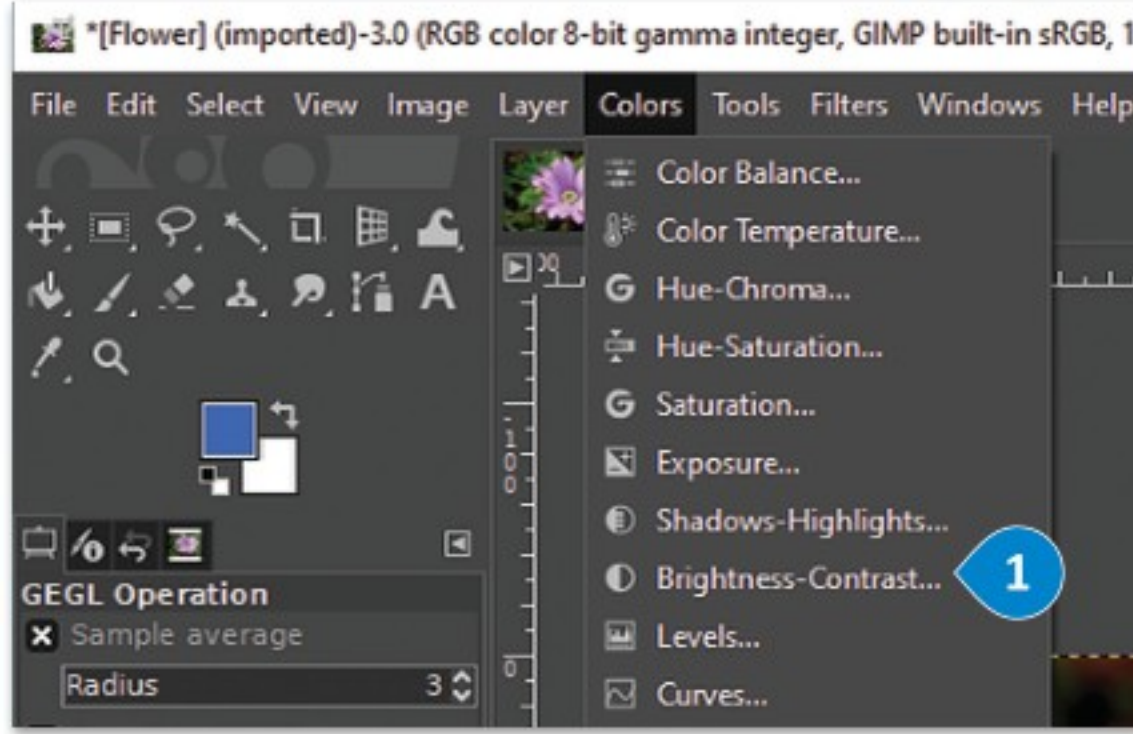 *[Flower] (imported)-3.0 (RGB color 8-bit gamma integer, GIMP built-in sRGB, 1
File Edit Select View Image Layer Colors Tools Filters Windows Help
Color Balance...
Color Temperature...
Hue-Chroma...
Hue-Saturation...
Saturation...
Exposure...
Shadows-Highlights...
Brightness-Contrast... 1
Levels...
Curves...
A
100
0
GEGL Operation
Sample average
Radius 3